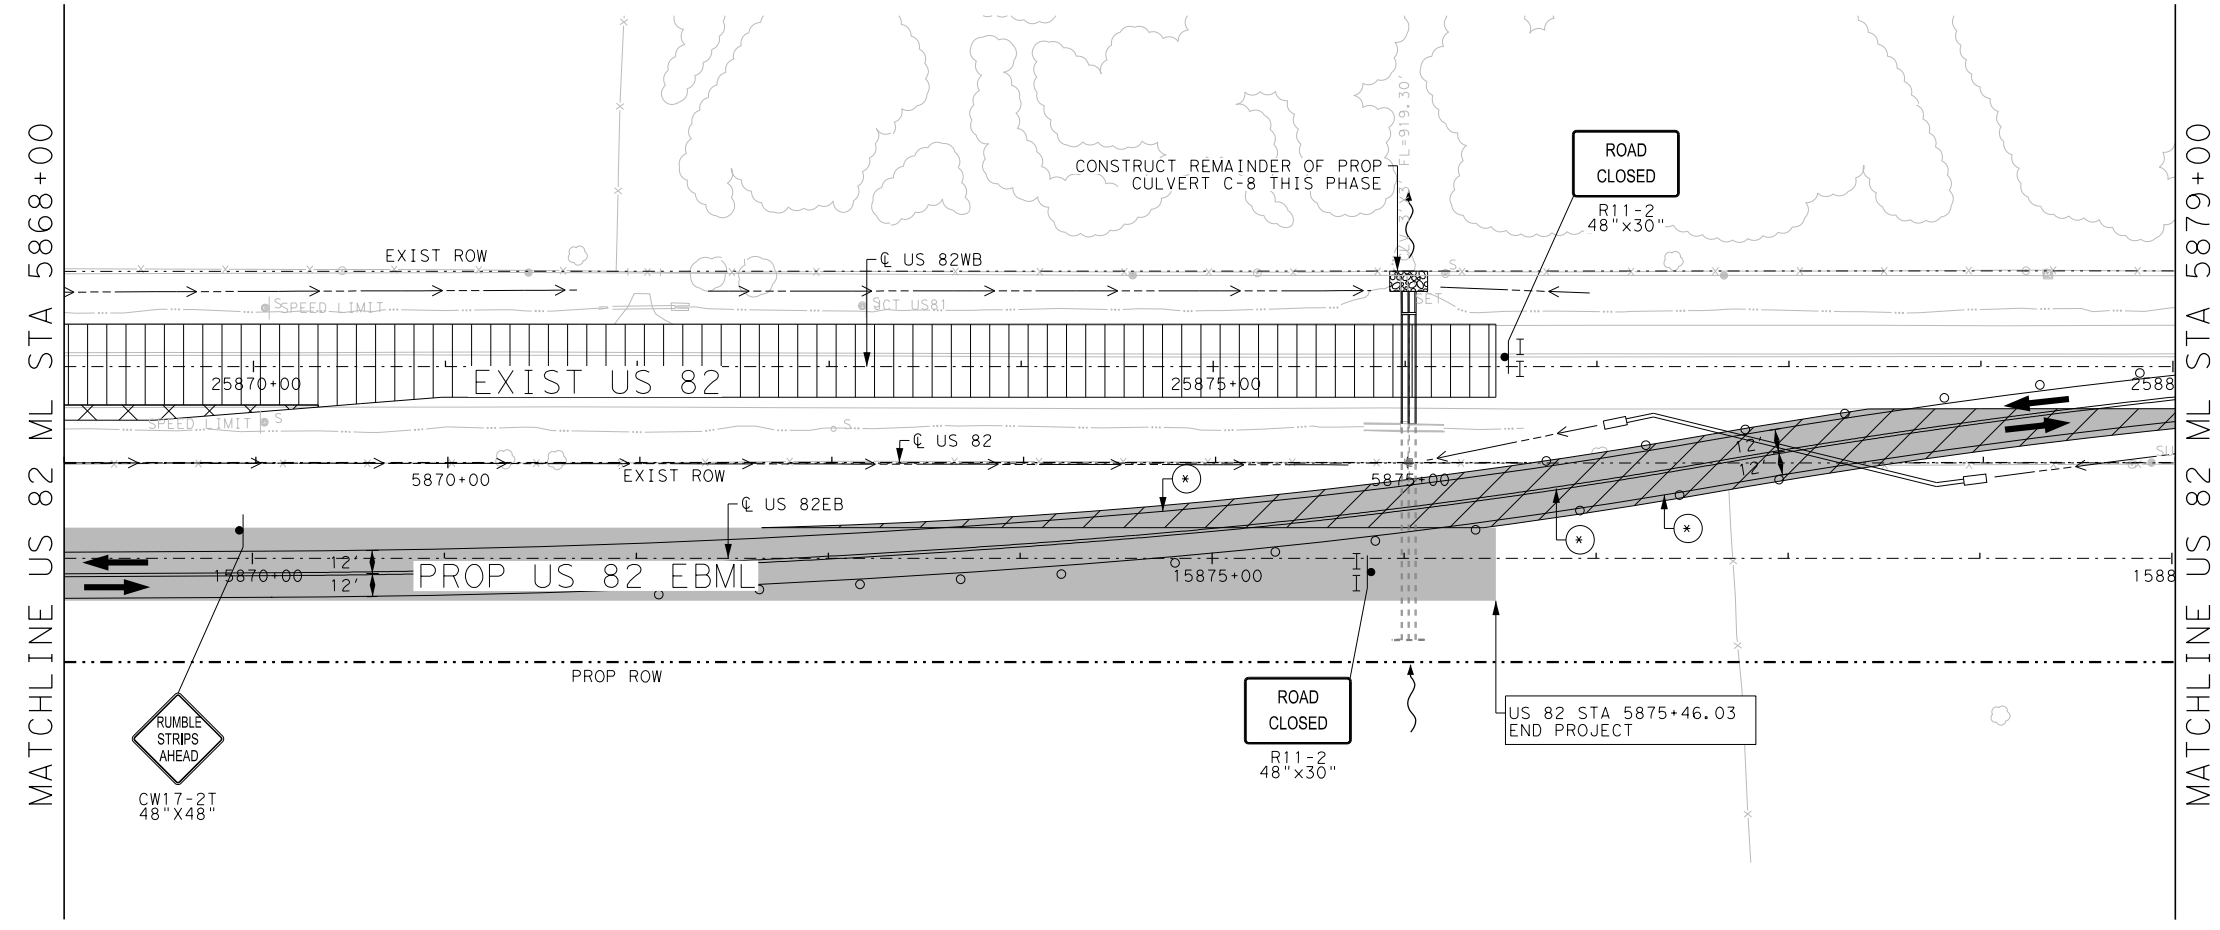 MATCHLINE US 82 ML STA 5868+00
FL=919.30'
CONSTRUCT REMAINDER OF PROP
CULVERT C-8 THIS PHASE
ROAD
CLOSED
R11-2
48"x30"
EXIST ROW
℄ US 82WB
S
SPEED LIMIT
S
JCT US81
S
SET
25870+00
EXIST US 82
25875+00
2588
SPEED LIMIT
S
S
℄ US 82
12'
12'
5870+00
EXIST ROW
5875+00
*
℄ US 82EB
*
*
12'
12'
15870+00
PROP US 82 EBML
15875+00
1588
PROP ROW
RUMBLE
STRIPS
AHEAD
CW17-2T
48"X48"
ROAD
CLOSED
R11-2
48"x30"
US 82 STA 5875+46.03
END PROJECT
MATCHLINE US 82 ML STA 5879+00